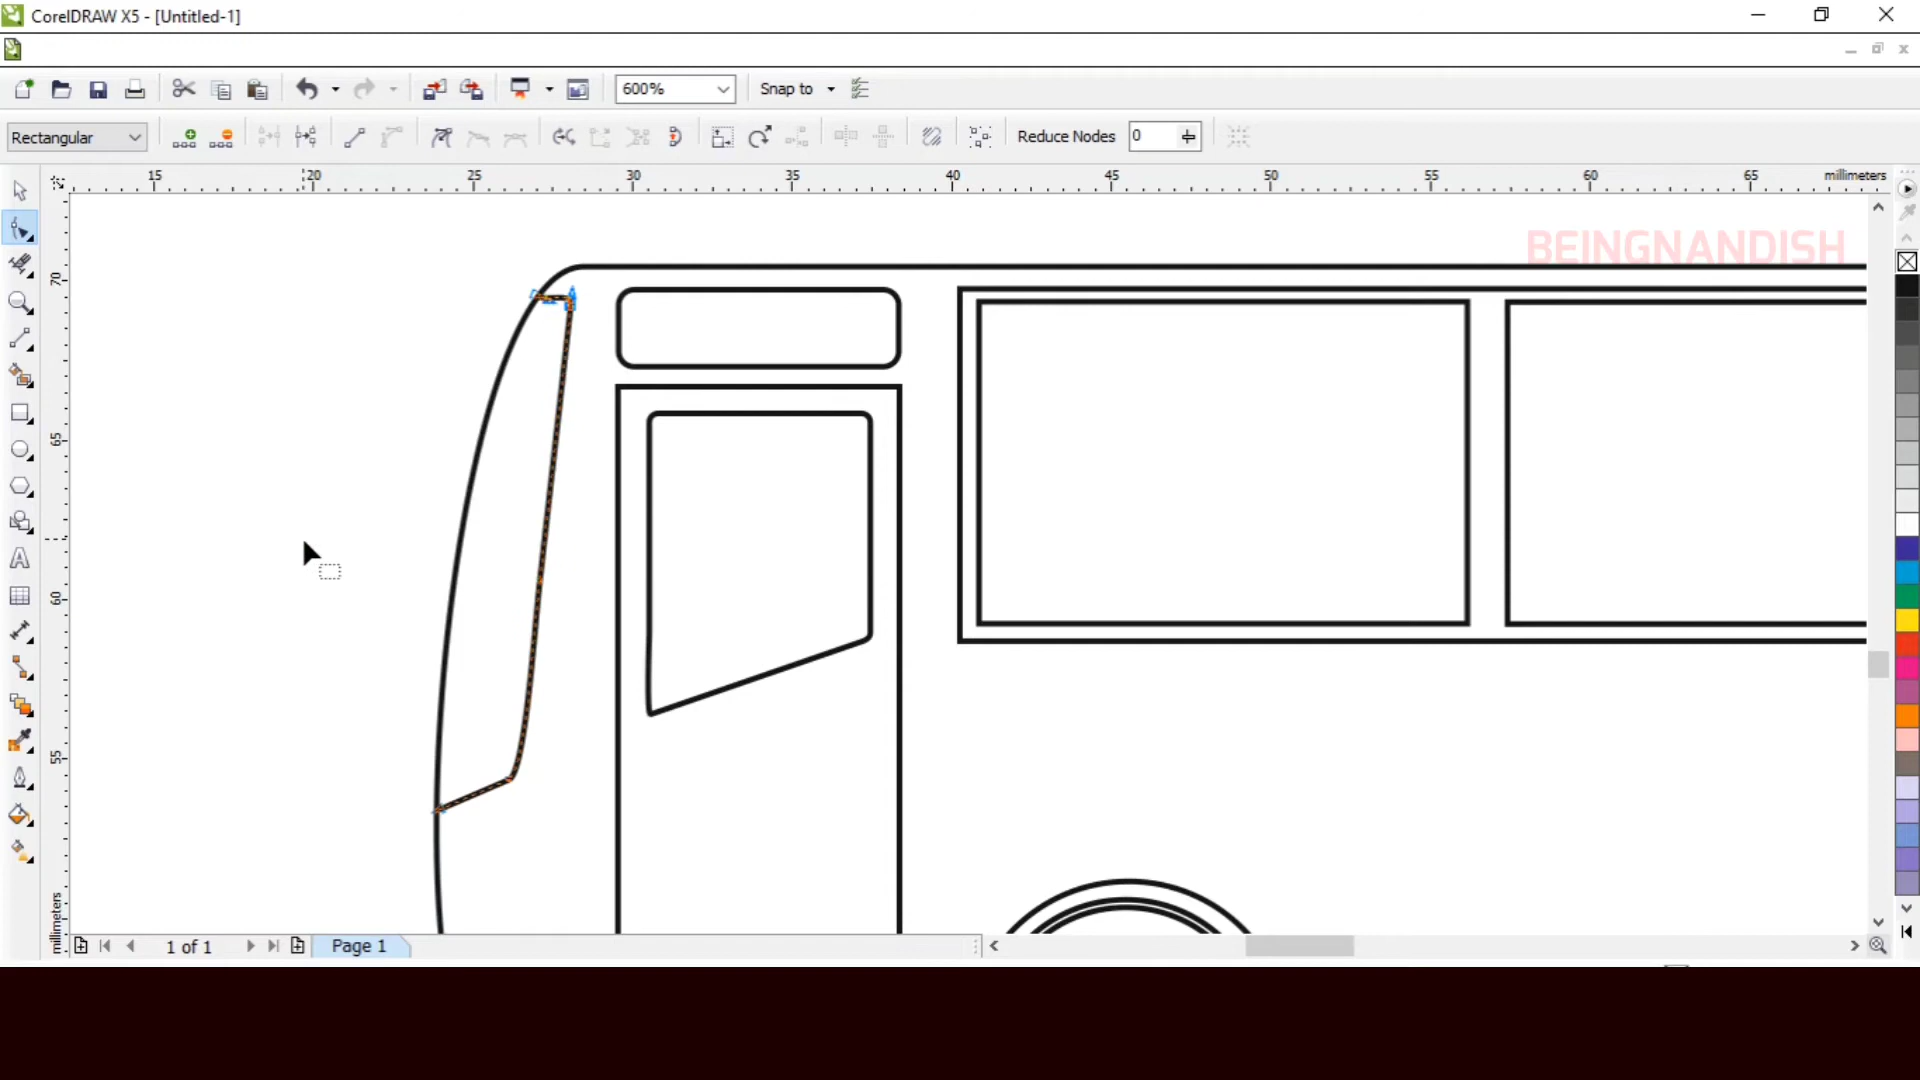 CorelDRAW X5 - [Untitled-1]
600%
Snap to
Rectangular
Reduce Nodes 0
15 20 25 30 35 40 45 50 55 60 65 millimeters
BEINGNANDISH
70
65
60
55
millimeters
1 of 1
Page 1